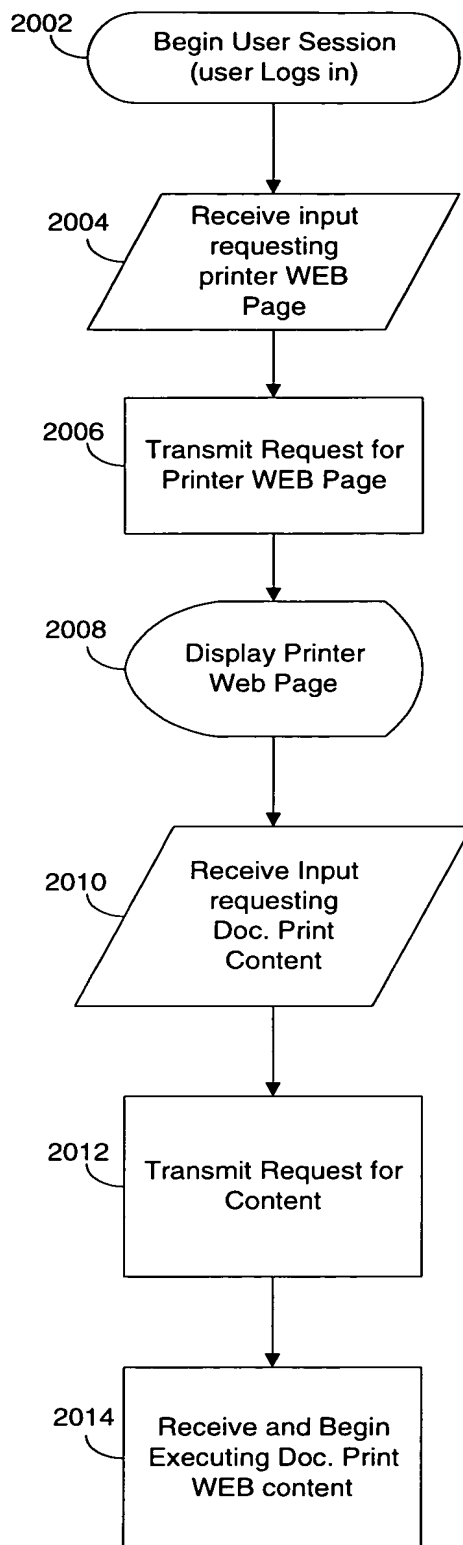 2002
Begin User Session
(user Logs in)
2004
Receive input
requesting
printer WEB
Page
2006
Transmit Request for
Printer WEB Page
2008
Display Printer
Web Page
2010
Receive Input
requesting
Doc. Print
Content
2012
Transmit Request for
Content
2014
Receive and Begin
Executing Doc. Print
WEB content